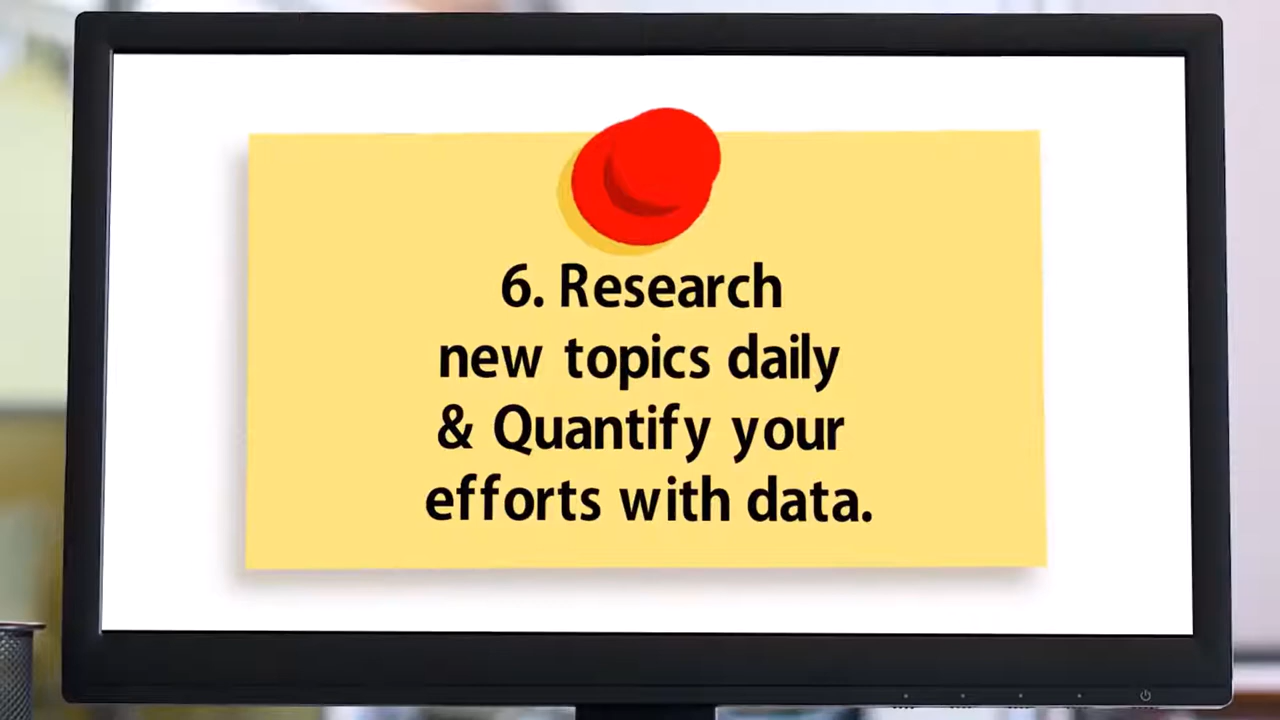 6. Research
new topics daily
& Quantify your
efforts with data.